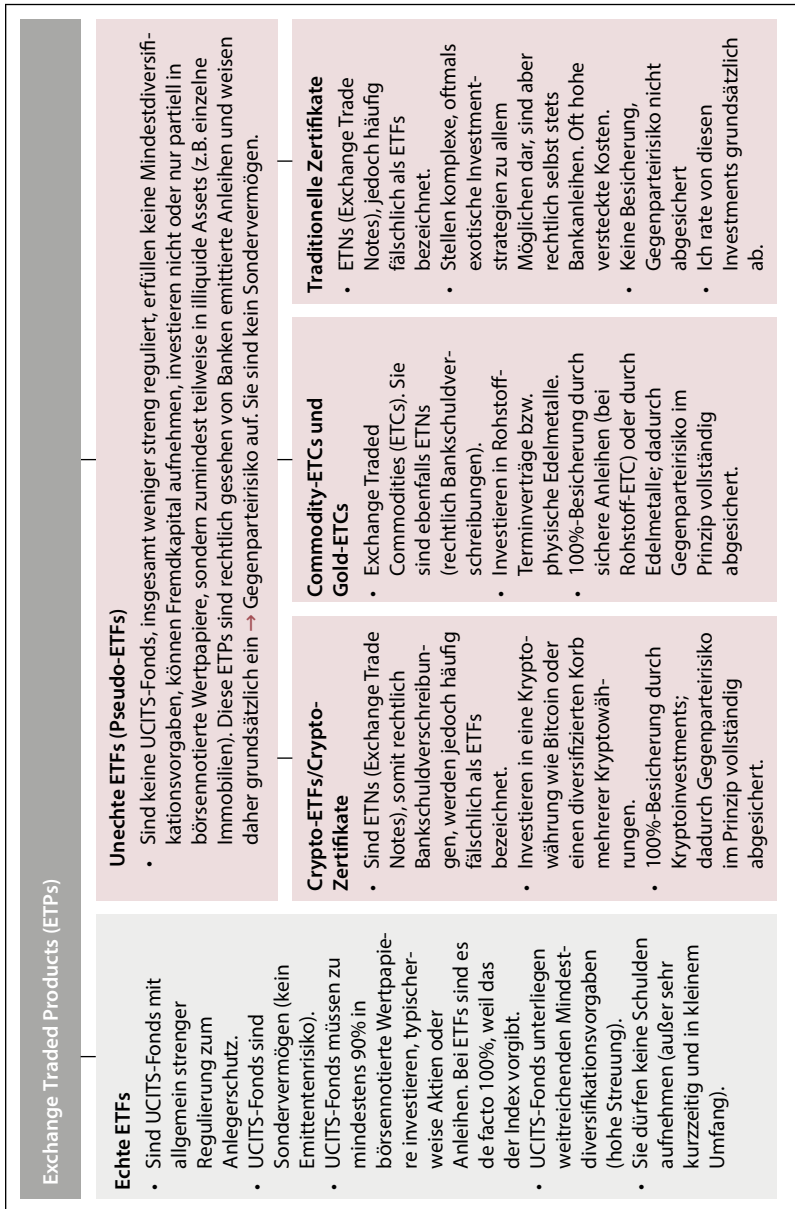 Exchange Traded Products (ETPs)
Echte ETFs
• Sind UCITS-Fonds mit
allgemein strenger
Regulierung zum
Anlegerschutz.
• UCITS-Fonds sind
Sondervermögen (kein
Emittentenrisiko).
• UCITS-Fonds müssen zu
mindestens 90% in
börsennotierte Wertpapie-
re investieren, typischer-
weise Aktien oder
Anleihen. Bei ETFs sind es
de facto 100%, weil das
der Index vorgibt.
• UCITS-Fonds unterliegen
weitreichenden Mindest-
diversifikationsvorgaben
(hohe Streuung).
• Sie dürfen keine Schulden
aufnehmen (außer sehr
kurzzeitig und in kleinem
Umfang).
Unechte ETFs (Pseudo-ETFs)
• Sind keine UCITS-Fonds, insgesamt weniger streng reguliert, erfüllen keine Mindestdiversifi-
kationsvorgaben, können Fremdkapital aufnehmen, investieren nicht oder nur partiell in
börsennotierte Wertpapiere, sondern zumindest teilweise in illiquide Assets (z.B. einzelne
Immobilien). Diese ETPs sind rechtlich gesehen von Banken emittierte Anleihen und weisen
daher grundsätzlich ein → Gegenparteirisiko auf. Sie sind kein Sondervermögen.
Crypto-ETFs/Crypto-
Zertifikate
• Sind ETNs (Exchange Trade
Notes), somit rechtlich
Bankschuldverschreibun-
gen, werden jedoch häufig
fälschlich als ETFs
bezeichnet.
• Investieren in eine Krypto-
währung wie Bitcoin oder
einen diversifizierten Korb
mehrerer Kryptowäh-
rungen.
• 100%-Besicherung durch
Kryptoinvestments;
dadurch Gegenparteirisiko
im Prinzip vollständig
abgesichert.
Commodity-ETCs und
Gold-ETCs
• Exchange Traded
Commodities (ETCs). Sie
sind ebenfalls ETNs
(rechtlich Bankschuldver-
schreibungen).
• Investieren in Rohstoff-
Terminverträge bzw.
physische Edelmetalle.
• 100%-Besicherung durch
sichere Anleihen (bei
Rohstoff-ETC) oder durch
Edelmetalle; dadurch
Gegenparteirisiko im
Prinzip vollständig
abgesichert.
Traditionelle Zertifikate
• ETNs (Exchange Trade
Notes), jedoch häufig
fälschlich als ETFs
bezeichnet.
• Stellen komplexe, oftmals
exotische Investment-
strategien zu allem
Möglichen dar, sind aber
rechtlich selbst stets
Bankanleihen. Oft hohe
versteckte Kosten.
• Keine Besicherung,
Gegenparteirisiko nicht
abgesichert
• Ich rate von diesen
Investments grundsätzlich
ab.